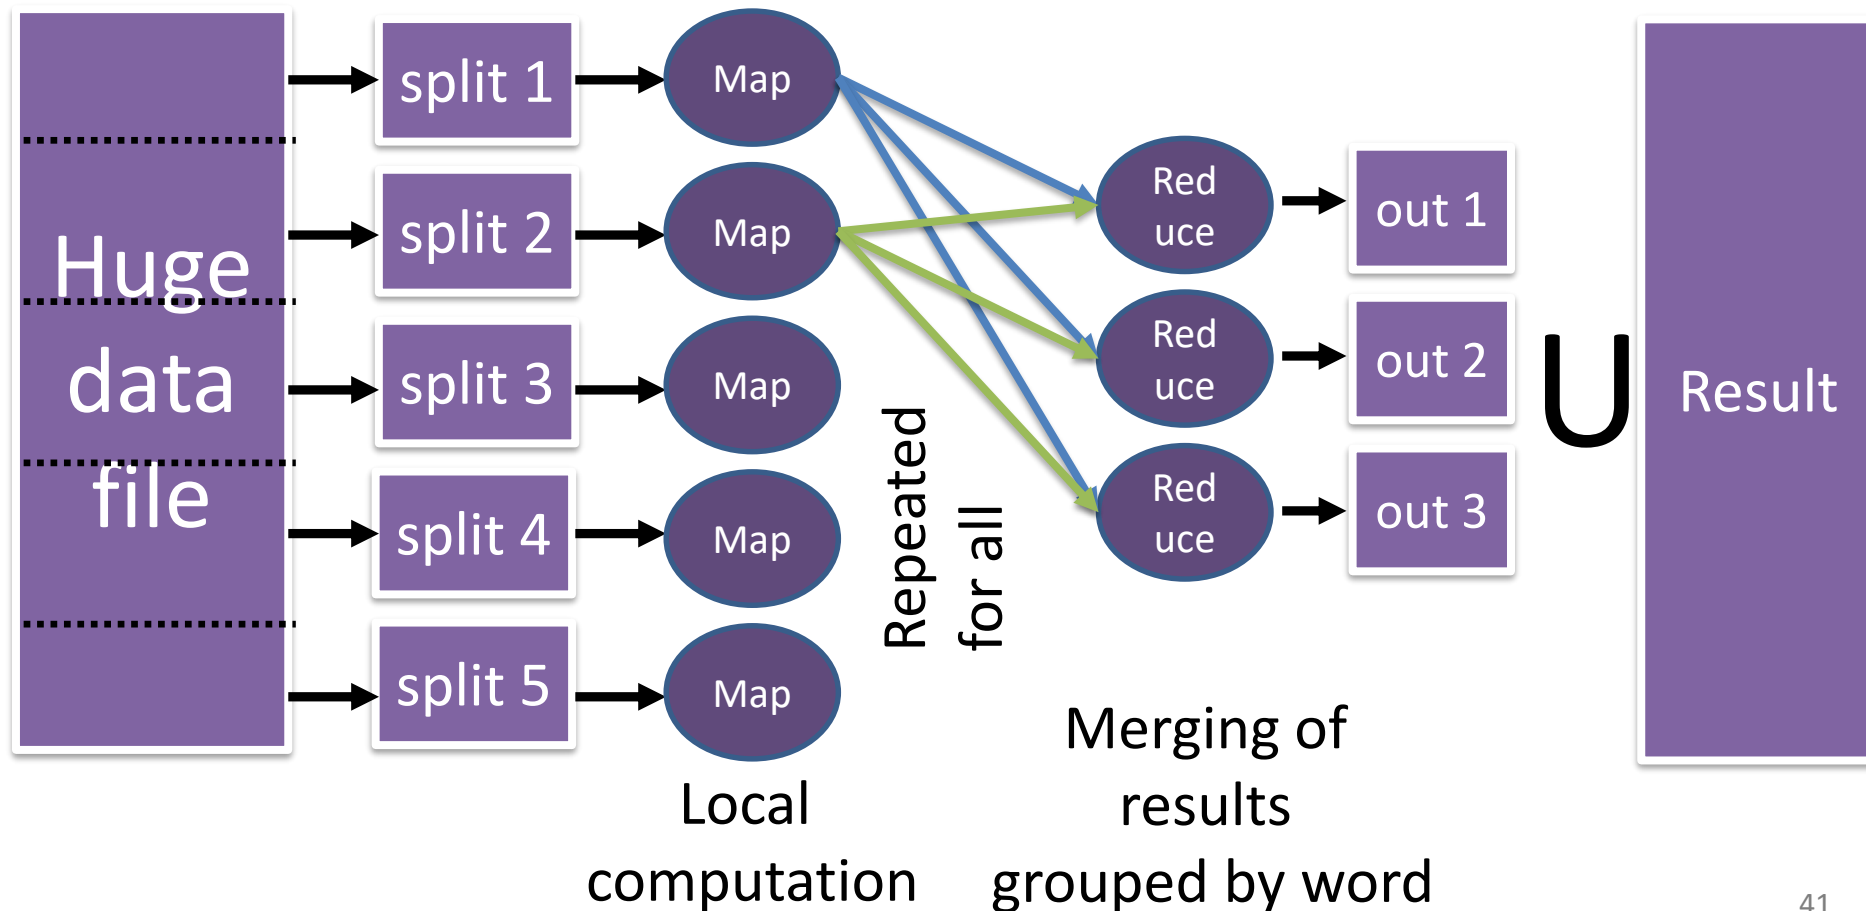 Huge
data
file
split 1
split 2
split 3
split 4
split 5
Map
Map
Map
Map
Map
Local
computation
Repeated
for all
Red
uce
Red
uce
Red
uce
Merging of
results
grouped by word
out 1
out 2
out 3
U
Result
41